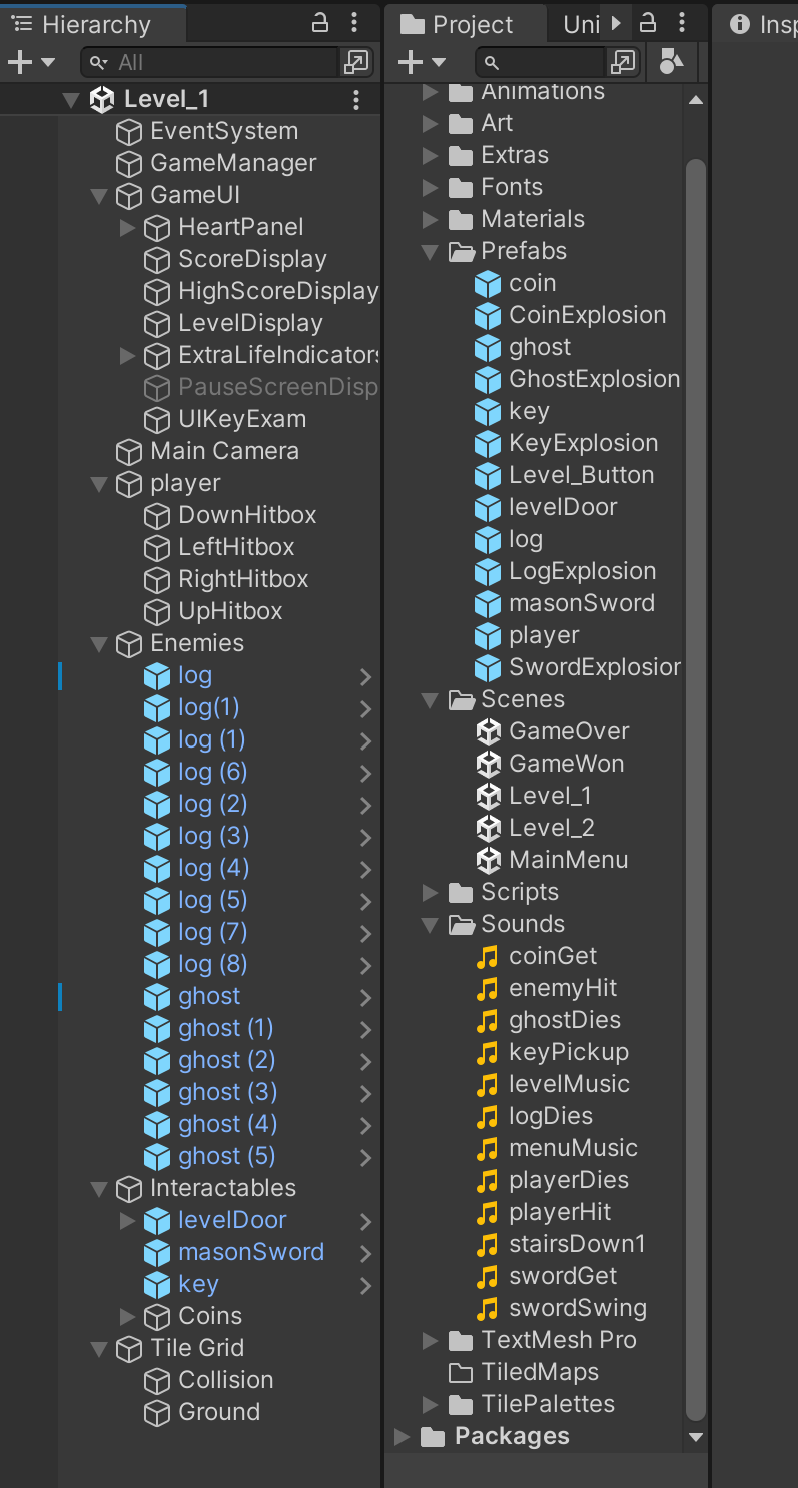 Hierarchy
All
Level_1
EventSystem
GameManager
GameUI
HeartPanel
ScoreDisplay
HighScoreDisplay
LevelDisplay
ExtraLifeIndicators
PauseScreenDisp
UIKeyExam
Main Camera
player
DownHitbox
LeftHitbox
RightHitbox
UpHitbox
Enemies
log
log(1)
log (1)
log (6)
log (2)
log (3)
log (4)
log (5)
log (7)
log (8)
ghost
ghost (1)
ghost (2)
ghost (3)
ghost (4)
ghost (5)
Interactables
levelDoor
masonSword
key
Coins
Tile Grid
Collision
Ground
Project
Uni
Animations
Art
Extras
Fonts
Materials
Prefabs
coin
CoinExplosion
ghost
GhostExplosion
key
KeyExplosion
Level_Button
levelDoor
log
LogExplosion
masonSword
player
SwordExplosion
Scenes
GameOver
GameWon
Level_1
Level_2
MainMenu
Scripts
Sounds
coinGet
enemyHit
ghostDies
keyPickup
levelMusic
logDies
menuMusic
playerDies
playerHit
stairsDown1
swordGet
swordSwing
TextMesh Pro
TiledMaps
TilePalettes
Packages
Insp